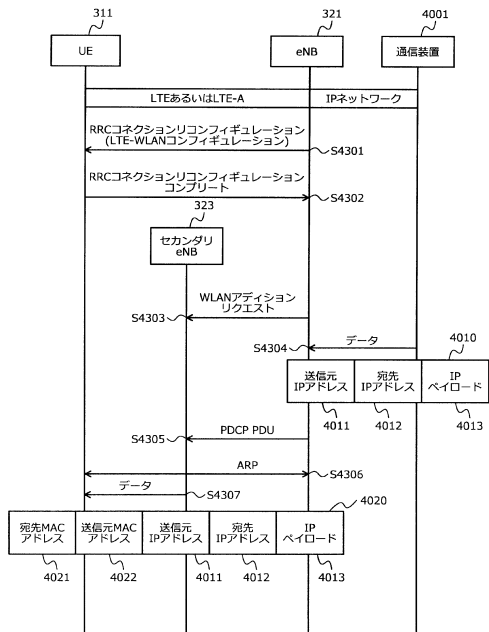 311
321
4001
UE
eNB
通信装置
LTEあるいはLTE-A
IPネットワーク
RRCコネクションリコンフィギュレーション
(LTE-WLANコンフィギュレーション)
S4301
RRCコネクションリコンフィギュレーション
コンプリート
S4302
323
セカンダリ
eNB
WLANアディション
リクエスト
S4303
データ
S4304
4010
送信元
IPアドレス
宛先
IPアドレス
IP
ペイロード
4011
4012
4013
PDCP PDU
S4305
ARP
S4306
データ
S4307
4020
宛先MAC
アドレス
送信元MAC
アドレス
送信元
IPアドレス
宛先
IPアドレス
IP
ペイロード
4021
4022
4011
4012
4013